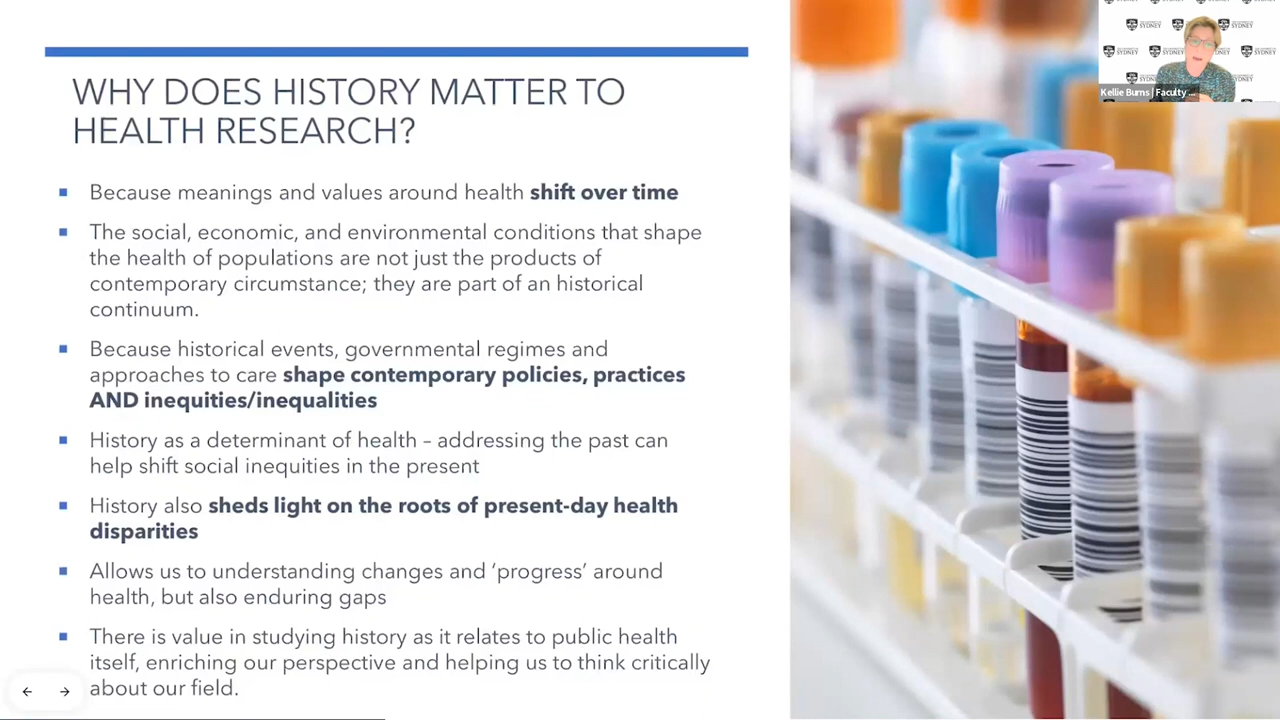 WHY DOES HISTORY MATTER TO
HEALTH RESEARCH?
Because meanings and values around health shift over time
The social, economic, and environmental conditions that shape
the health of populations are not just the products of
contemporary circumstance; they are part of an historical
continuum.
Because historical events, governmental regimes and
approaches to care shape contemporary policies, practices
AND inequities/inequalities
History as a determinant of health – addressing the past can
help shift social inequities in the present
History also sheds light on the roots of present-day health
disparities
Allows us to understanding changes and ‘progress’ around
health, but also enduring gaps
There is value in studying history as it relates to public health
itself, enriching our perspective and helping us to think critically
about our field.
SYDNEY
SYDNEY
SYDNEY
SYDNEY
SYDNEY
SYDNEY
Kellie Burns / Faculty ...